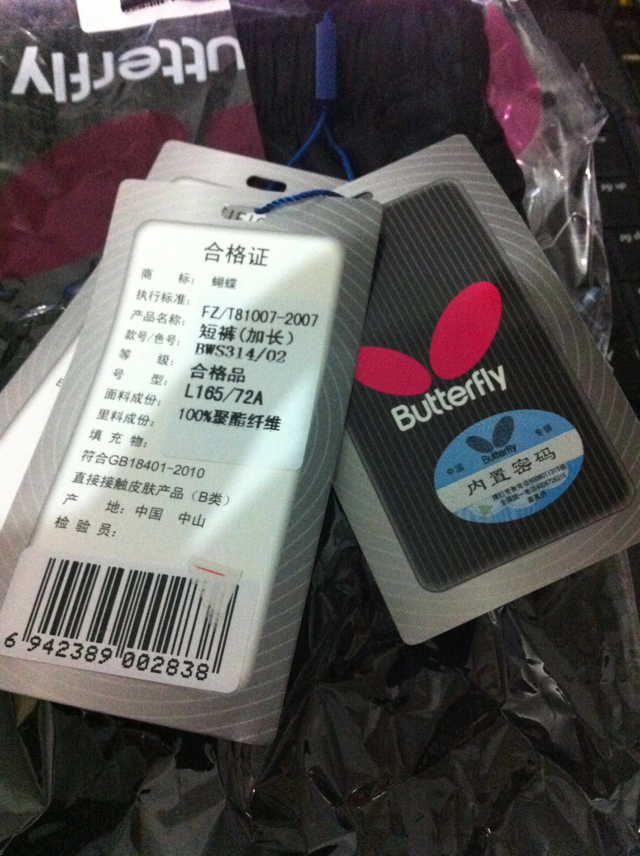 Butterfly
合格证
商 标: 蝴蝶
执行标准: FZ/T81007-2007
产品名称: 短裤(加长)
款号/色号: BWS314/02
等 级: 合格品
号 型: L165/72A
面料成份: 100%聚酯纤维
里料成份:
填 充 物:
符合GB18401-2010
直接接触皮肤产品（B类）
产 地: 中国 中山
检 验 员:
6 942389 002838
Butterfly
Butterfly
中国 专供
内置密码